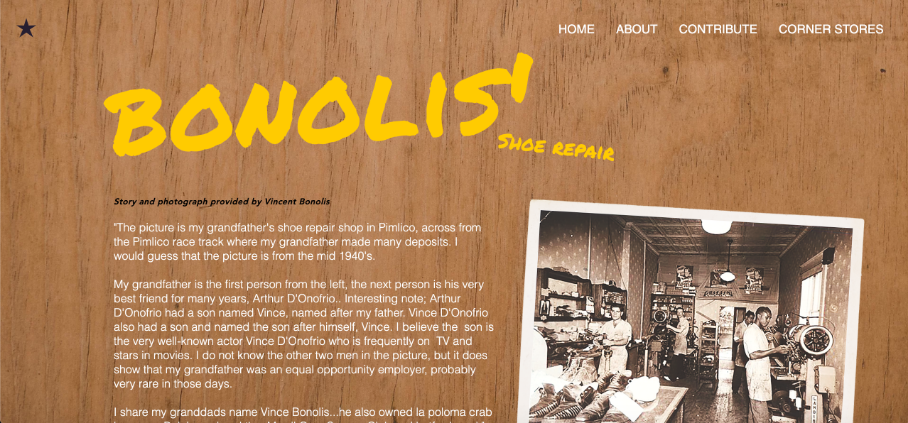 HOME ABOUT CONTRIBUTE CORNER STORES
BONOLIS'
SHOE REPAIR
Story and photograph provided by Vincent Bonolis
"The picture is my grandfather's shoe repair shop in Pimlico, across from
the Pimlico race track where my grandfather made many deposits. I
would guess that the picture is from the mid 1940's.
My grandfather is the first person from the left, the next person is his very
best friend for many years, Arthur D'Onofrio.. Interesting note; Arthur
D'Onofrio had a son named Vince, named after my father. Vince D'Onofrio
also had a son and named the son after himself, Vince. I believe the son is
the very well-known actor Vince D'Onofrio who is frequently on TV and
stars in movies. I do not know the other two men in the picture, but it does
show that my grandfather was an equal opportunity employer, probably
very rare in those days.
I share my granddads name Vince Bonolis...he also owned la poloma crab